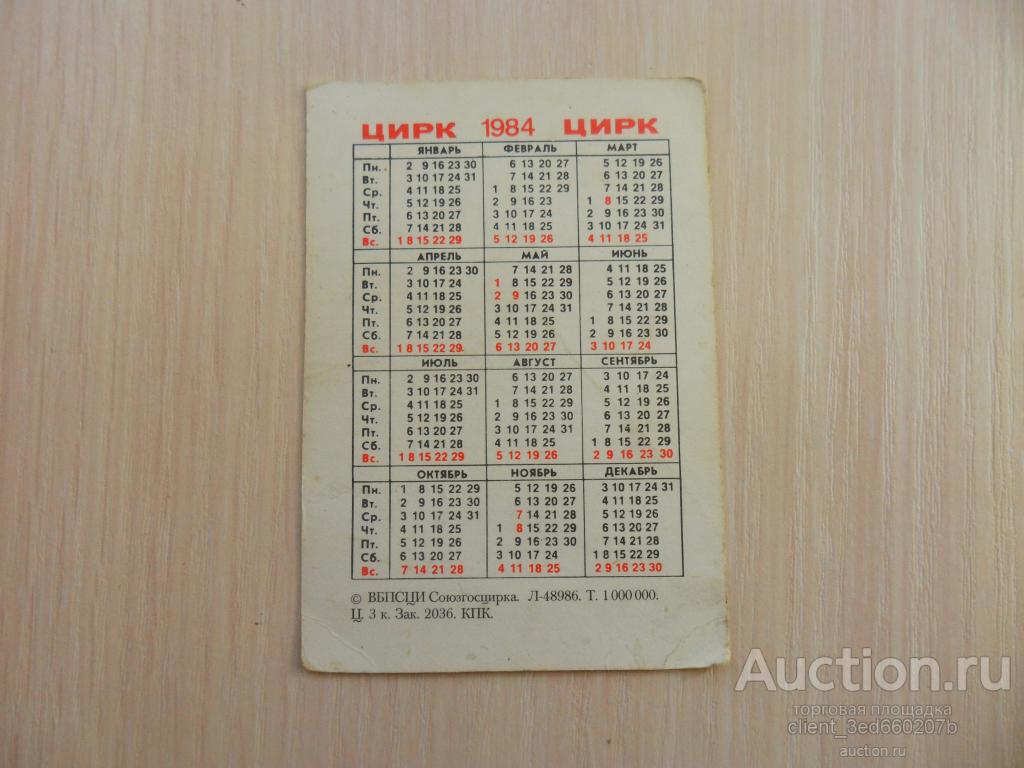 ЦИРК 1984 ЦИРК
ЯНВАРЬ ФЕВРАЛЬ МАРТ
Пн. 2 9 16 23 30 6 13 20 27 5 12 19 26
Вт. 3 10 17 24 31 7 14 21 28 6 13 20 27
Ср. 4 11 18 25 1 8 15 22 29 7 14 21 28
Чт. 5 12 19 26 2 9 16 23 1 8 15 22 29
Пт. 6 13 20 27 3 10 17 24 2 9 16 23 30
Сб. 7 14 21 28 4 11 18 25 3 10 17 24 31
Вс. 1 8 15 22 29 5 12 19 26 4 11 18 25
АПРЕЛЬ МАЙ ИЮНЬ
Пн. 2 9 16 23 30 7 14 21 28 4 11 18 25
Вт. 3 10 17 24 1 8 15 22 29 5 12 19 26
Ср. 4 11 18 25 2 9 16 23 30 6 13 20 27
Чт. 5 12 19 26 3 10 17 24 31 7 14 21 28
Пт. 6 13 20 27 4 11 18 25 1 8 15 22 29
Сб. 7 14 21 28 5 12 19 26 2 9 16 23 30
Вс. 1 8 15 22 29 6 13 20 27 3 10 17 24
ИЮЛЬ АВГУСТ СЕНТЯБРЬ
Пн. 2 9 16 23 30 6 13 20 27 3 10 17 24
Вт. 3 10 17 24 31 7 14 21 28 4 11 18 25
Ср. 4 11 18 25 1 8 15 22 29 5 12 19 26
Чт. 5 12 19 26 2 9 16 23 30 6 13 20 27
Пт. 6 13 20 27 3 10 17 24 31 7 14 21 28
Сб. 7 14 21 28 4 11 18 25 1 8 15 22 29
Вс. 1 8 15 22 29 5 12 19 26 2 9 16 23 30
ОКТЯБРЬ НОЯБРЬ ДЕКАБРЬ
Пн. 1 8 15 22 29 5 12 19 26 3 10 17 24 31
Вт. 2 9 16 23 30 6 13 20 27 4 11 18 25
Ср. 3 10 17 24 31 7 14 21 28 5 12 19 26
Чт. 4 11 18 25 1 8 15 22 29 6 13 20 27
Пт. 5 12 19 26 2 9 16 23 30 7 14 21 28
Сб. 6 13 20 27 3 10 17 24 1 8 15 22 29
Вс. 7 14 21 28 4 11 18 25 2 9 16 23 30
© ВБПСЦИ Союзгосцирка. Л-48986. Т. 1 000 000.
Ц. 3 к. Зак. 2036. КПК.
Auction.ru
торговая площадка
client_3ed660207b
auction.ru